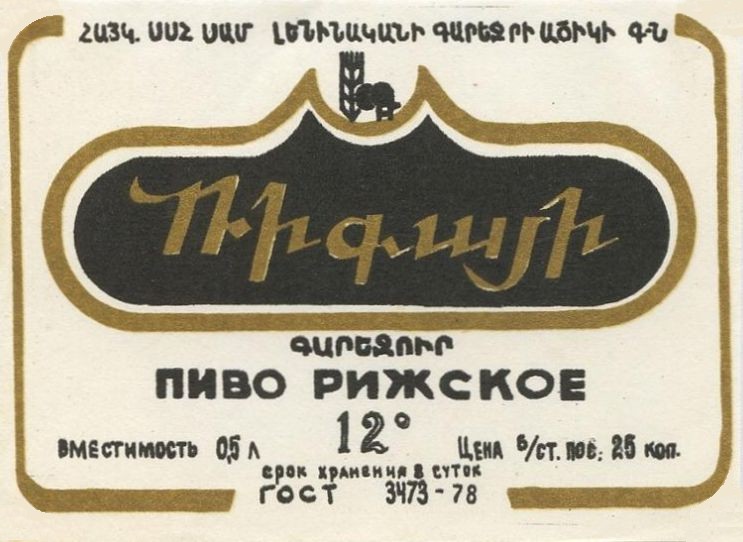 ՀԱՅԿ. ՍՍՀ ՍԱՄ ԼԵՆԻՆԱԿԱՆԻ ԳԱՐԵՋՐԻ ԱԾԻԿԻ Գ-Ն
Ռիգայի
ԳԱՐԵՋՈՒՐ
ПИВО РИЖСКОЕ
12°
ВМЕСТИМОСТЬ 0,5 Л ЦЕНА Б/СТ. ПОС: 25 КОП.
СРОК ХРАНЕНИЯ 8 СУТОК
ГОСТ 3473-78